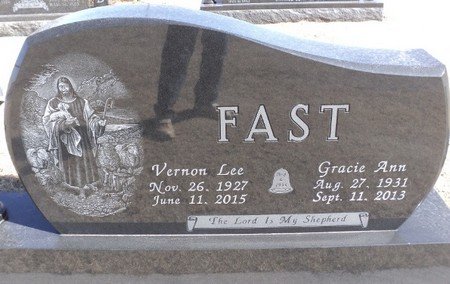 FAST
Vernon Lee
Nov. 26. 1927
June 11. 2015
Gracie Ann
Aug. 27. 1931
Sept. 11. 2013
The Lord Is My Shepherd